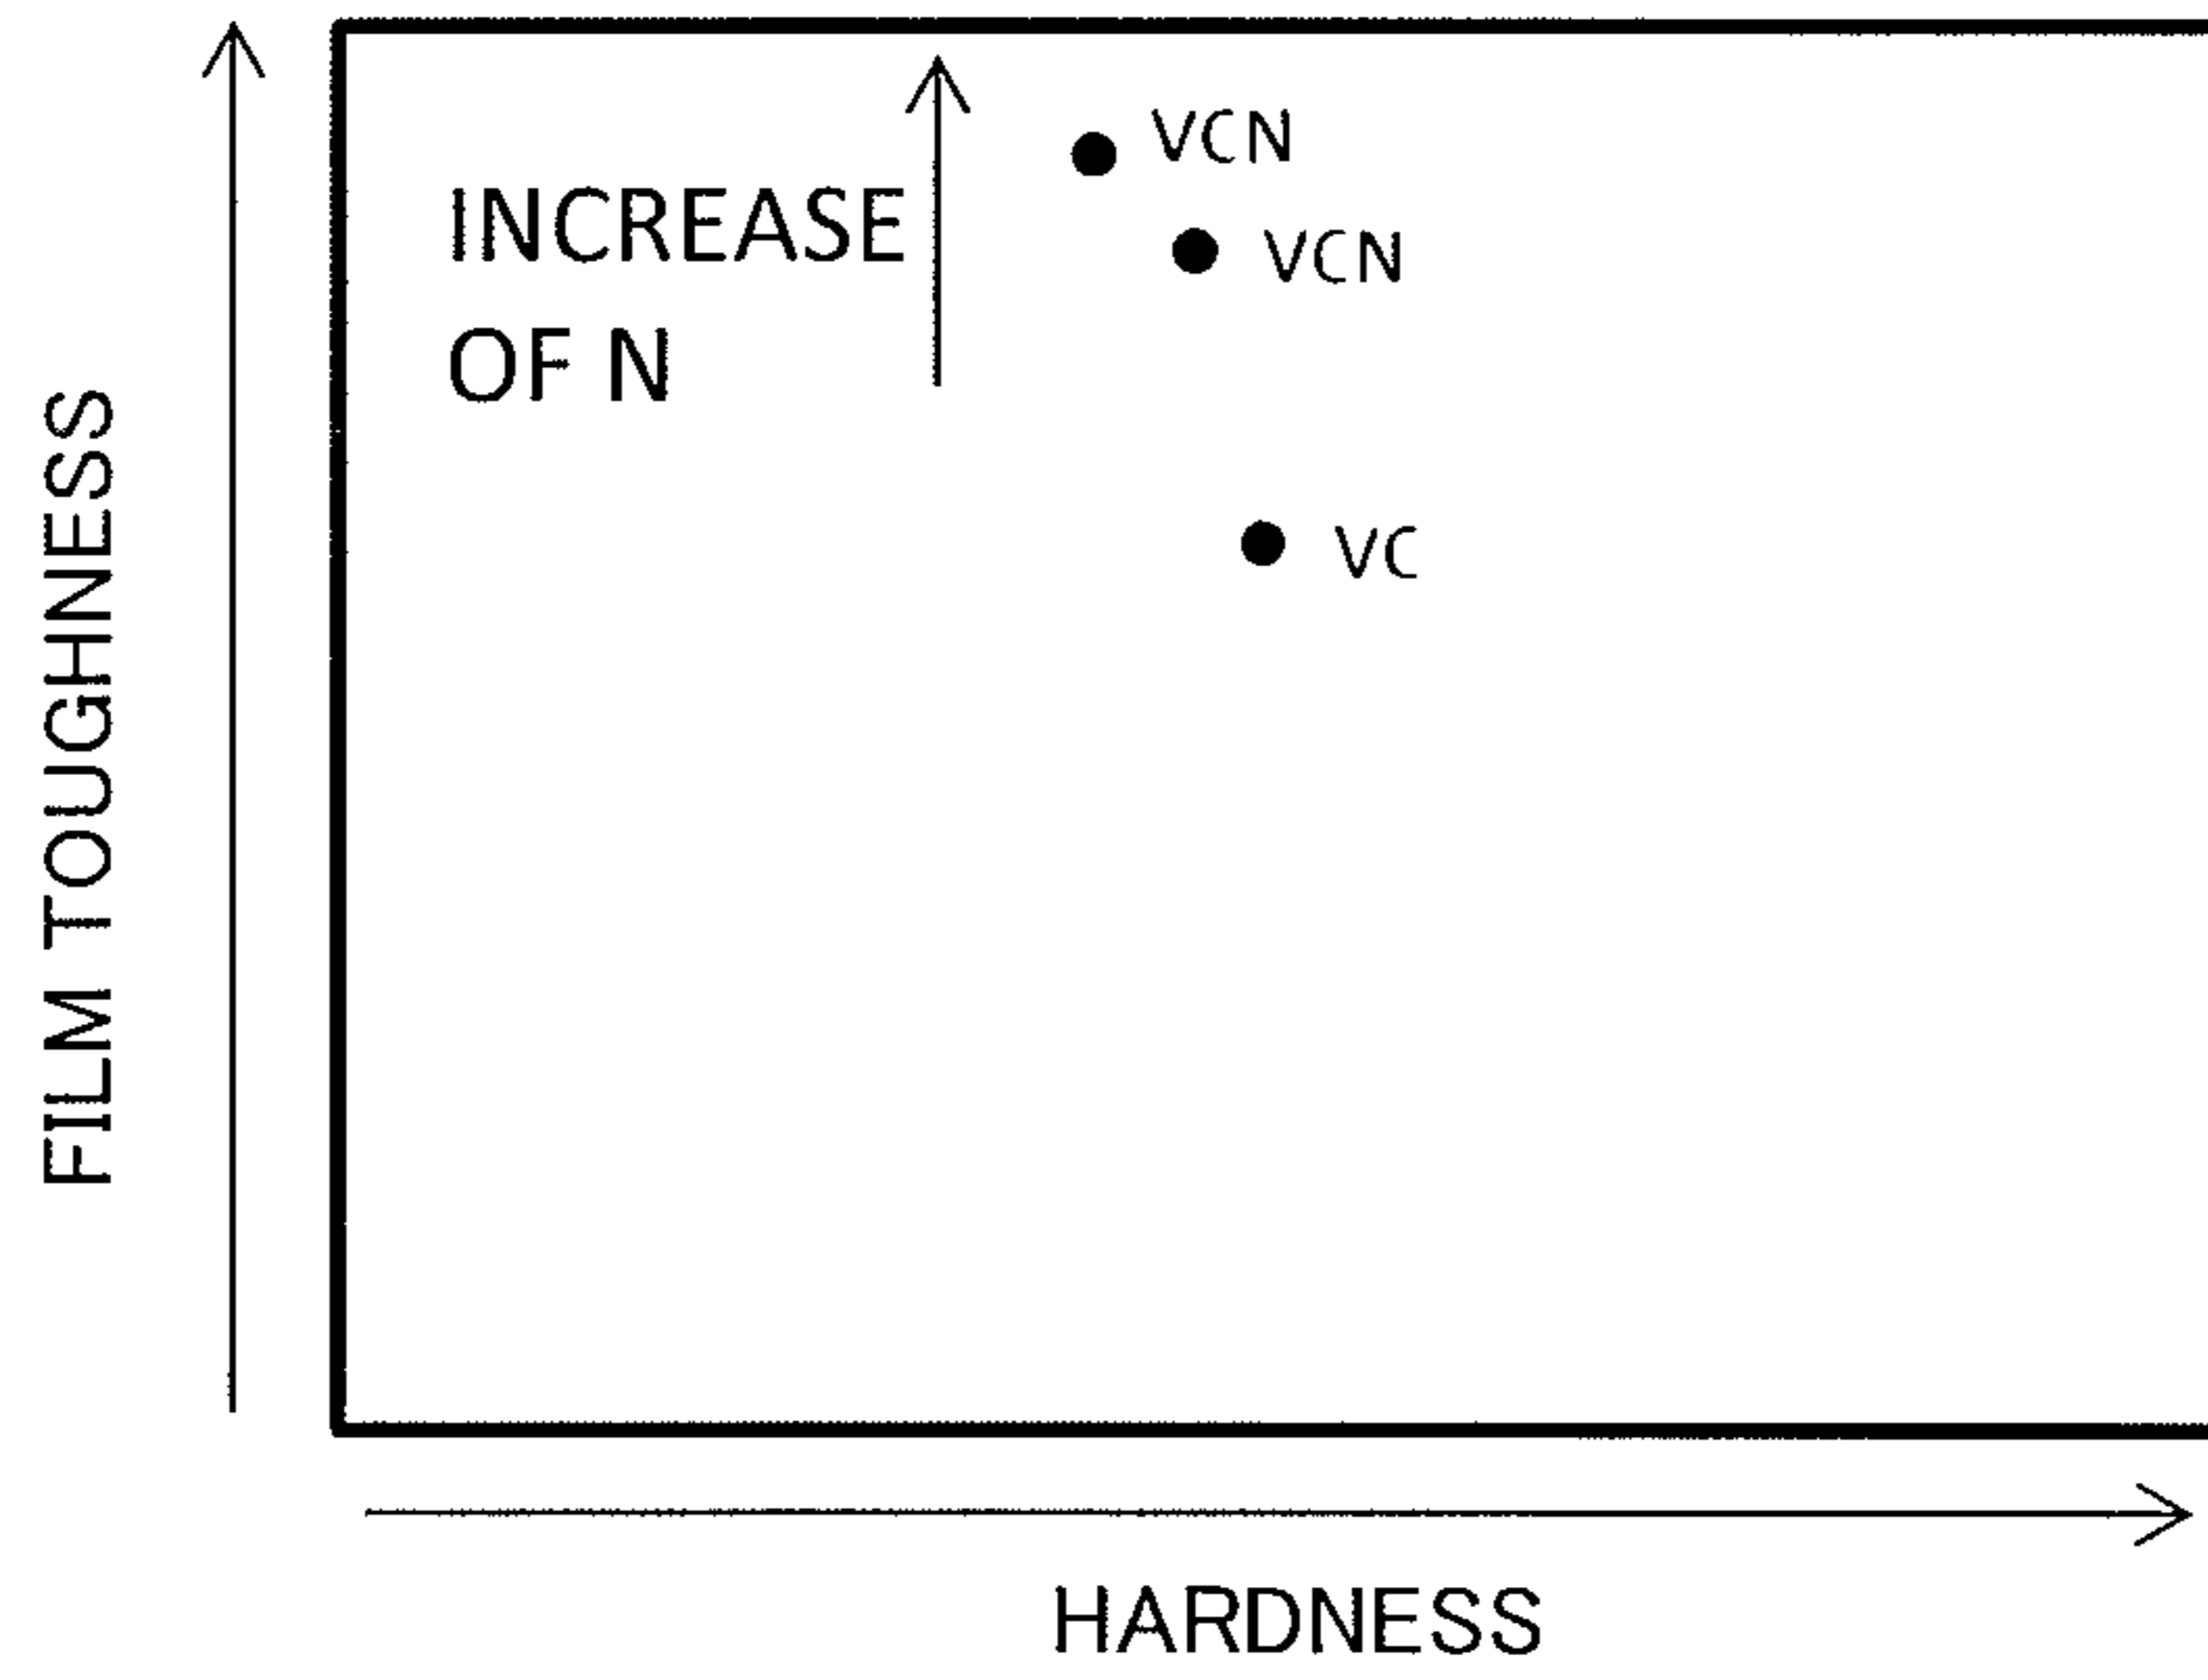 FILM TOUGHNESS
INCREASE
OF N
VCN
VCN
VC
HARDNESS